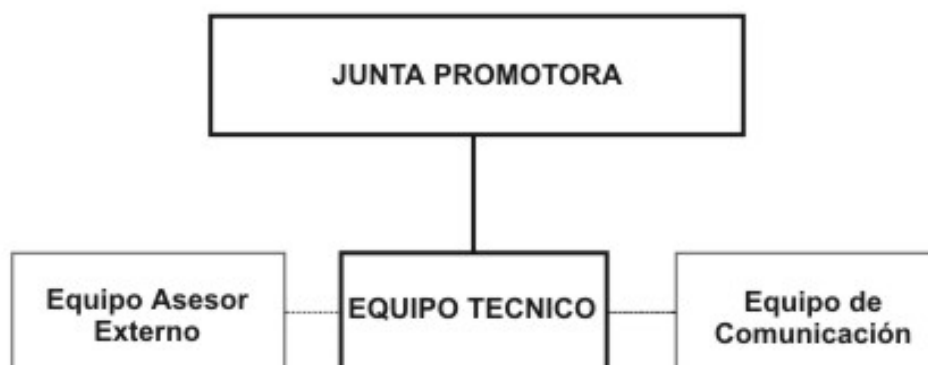 JUNTA PROMOTORA
Equipo Asesor
Externo
EQUIPO TECNICO
Equipo de
Comunicación